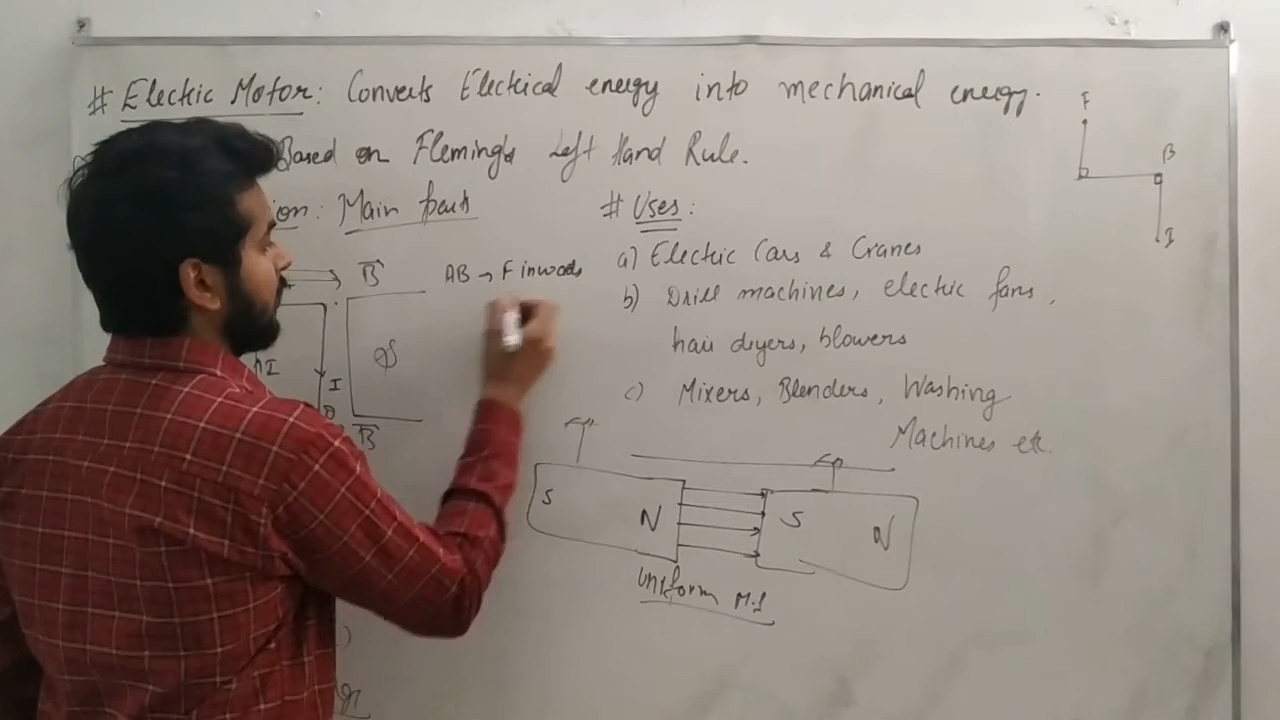 # Electric Motor: Converts Electrical energy into mechanical energy.
Based on Fleming's Left Hand Rule.
ion: Main parts
# Uses:
a) Electric Cars & Cranes
b) Drill machines, electric fans,
hair dryers, blowers
c) Mixers, Blenders, Washing
Machines etc.
F
B
I
B
AB → F inwards
I
I
S
D
B
S
N
S
N
Uniform M.f